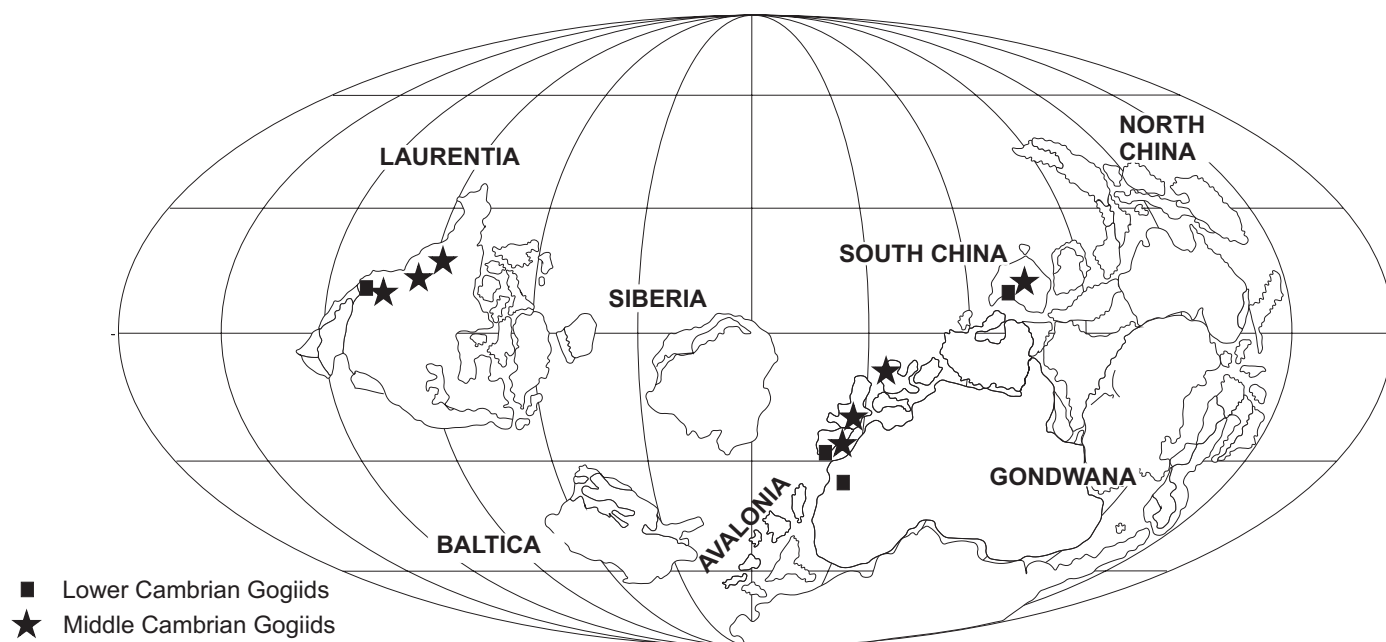 NORTH
CHINA
LAURENTIA
SOUTH CHINA
SIBERIA
GONDWANA
AVALONIA
BALTICA
Lower Cambrian Gogiids
Middle Cambrian Gogiids